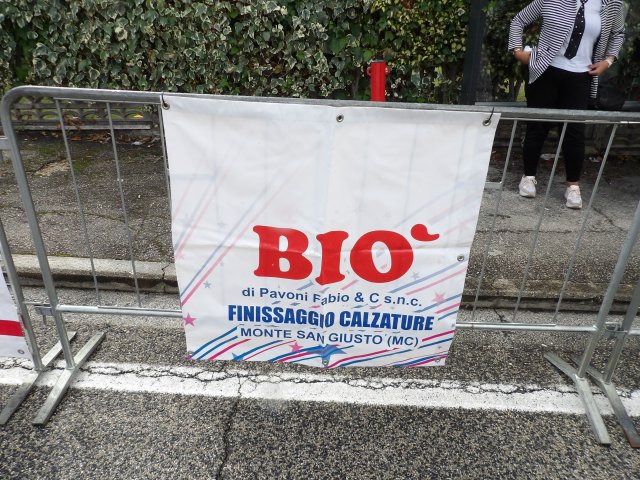 BIO`
di Pavoni Fabio & C s.n.c.
FINISSAGGIO CALZATURE
MONTE SAN GIUSTO (MC)